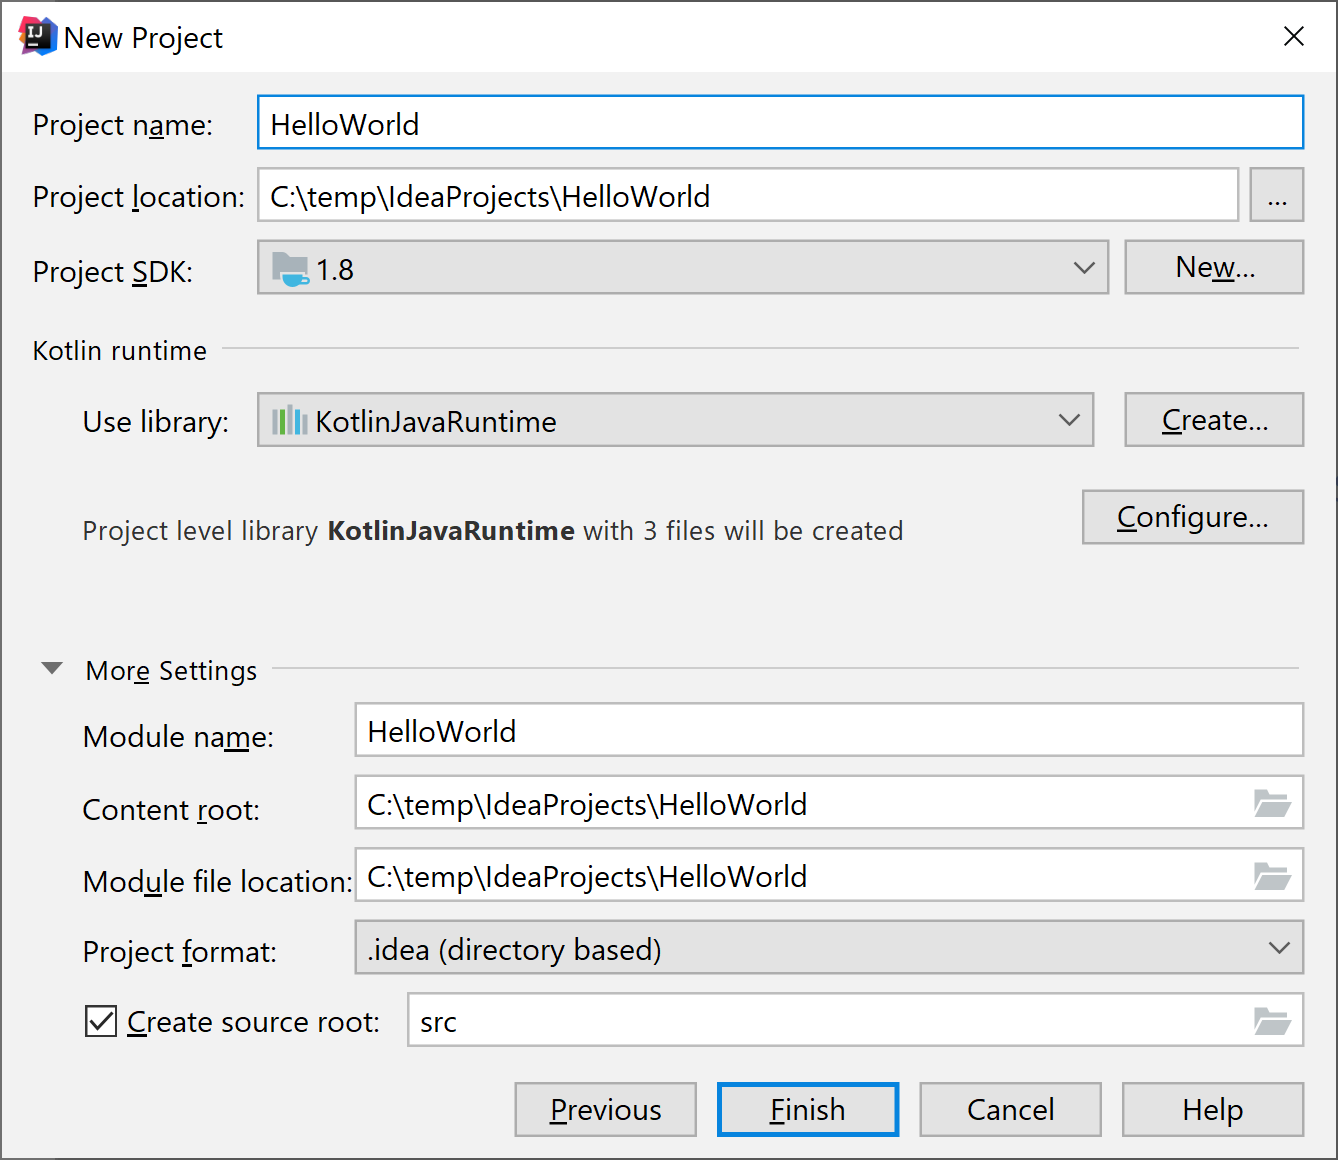 IJ New Project
Project name: HelloWorld
Project location: C:\temp\IdeaProjects\HelloWorld ...
Project SDK: 1.8 New...
Kotlin runtime
Use library: KotlinJavaRuntime Create...
Project level library KotlinJavaRuntime with 3 files will be created Configure...
More Settings
Module name: HelloWorld
Content root: C:\temp\IdeaProjects\HelloWorld
Module file location: C:\temp\IdeaProjects\HelloWorld
Project format: .idea (directory based)
Create source root: src
Previous Finish Cancel Help